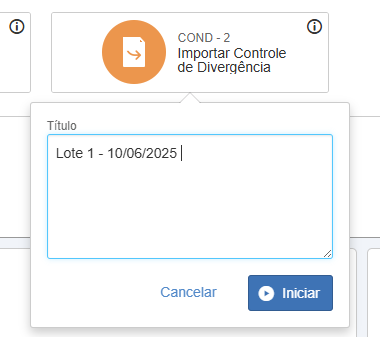 COND - 2
Importar Controle
de Divergência
Título
Lote 1 - 10/06/2025
Cancelar
Iniciar